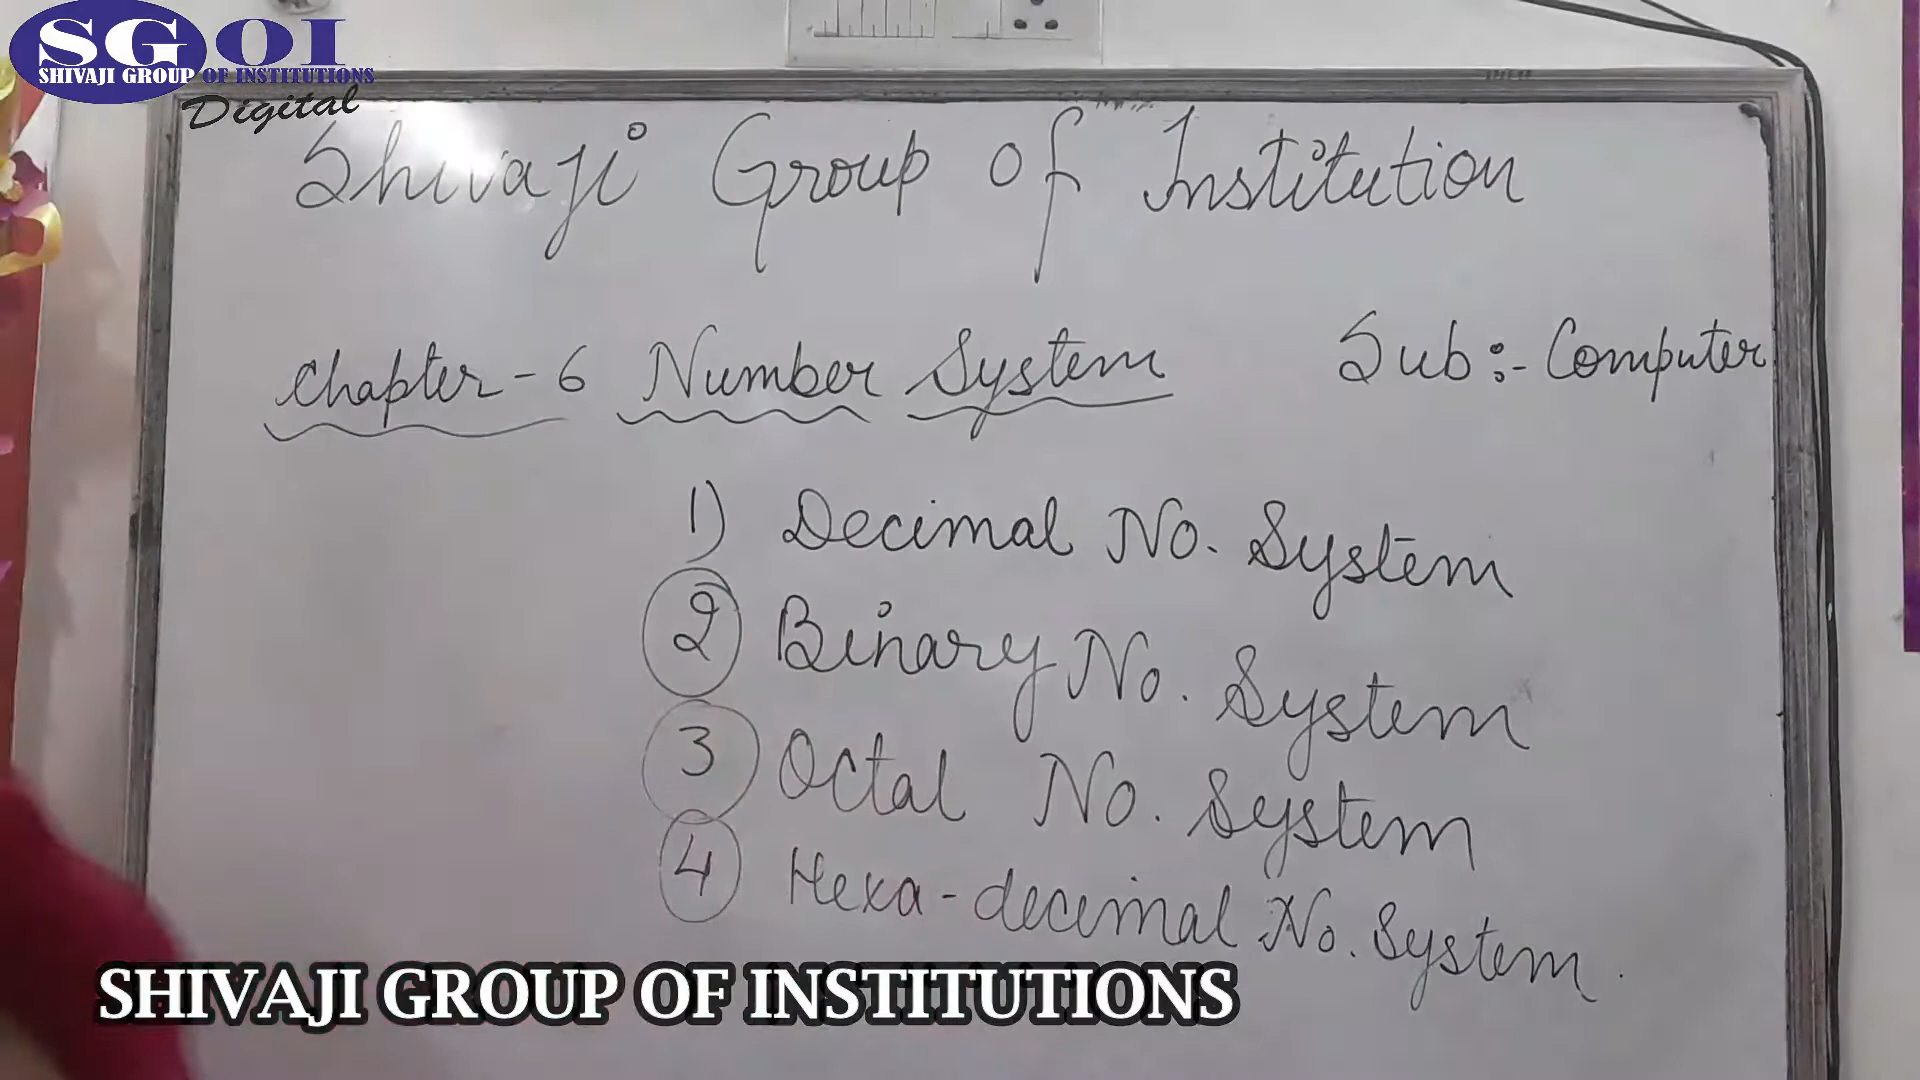 SGOI
SHIVAJI GROUP OF INSTITUTIONS
Digital
Shivaji Group of Institution
Chapter - 6 Number System
Sub :- Computer
1) Decimal No. System
2 Binary No. System
3 Octal No. System
4 Hexa-decimal No. System.
SHIVAJI GROUP OF INSTITUTIONS